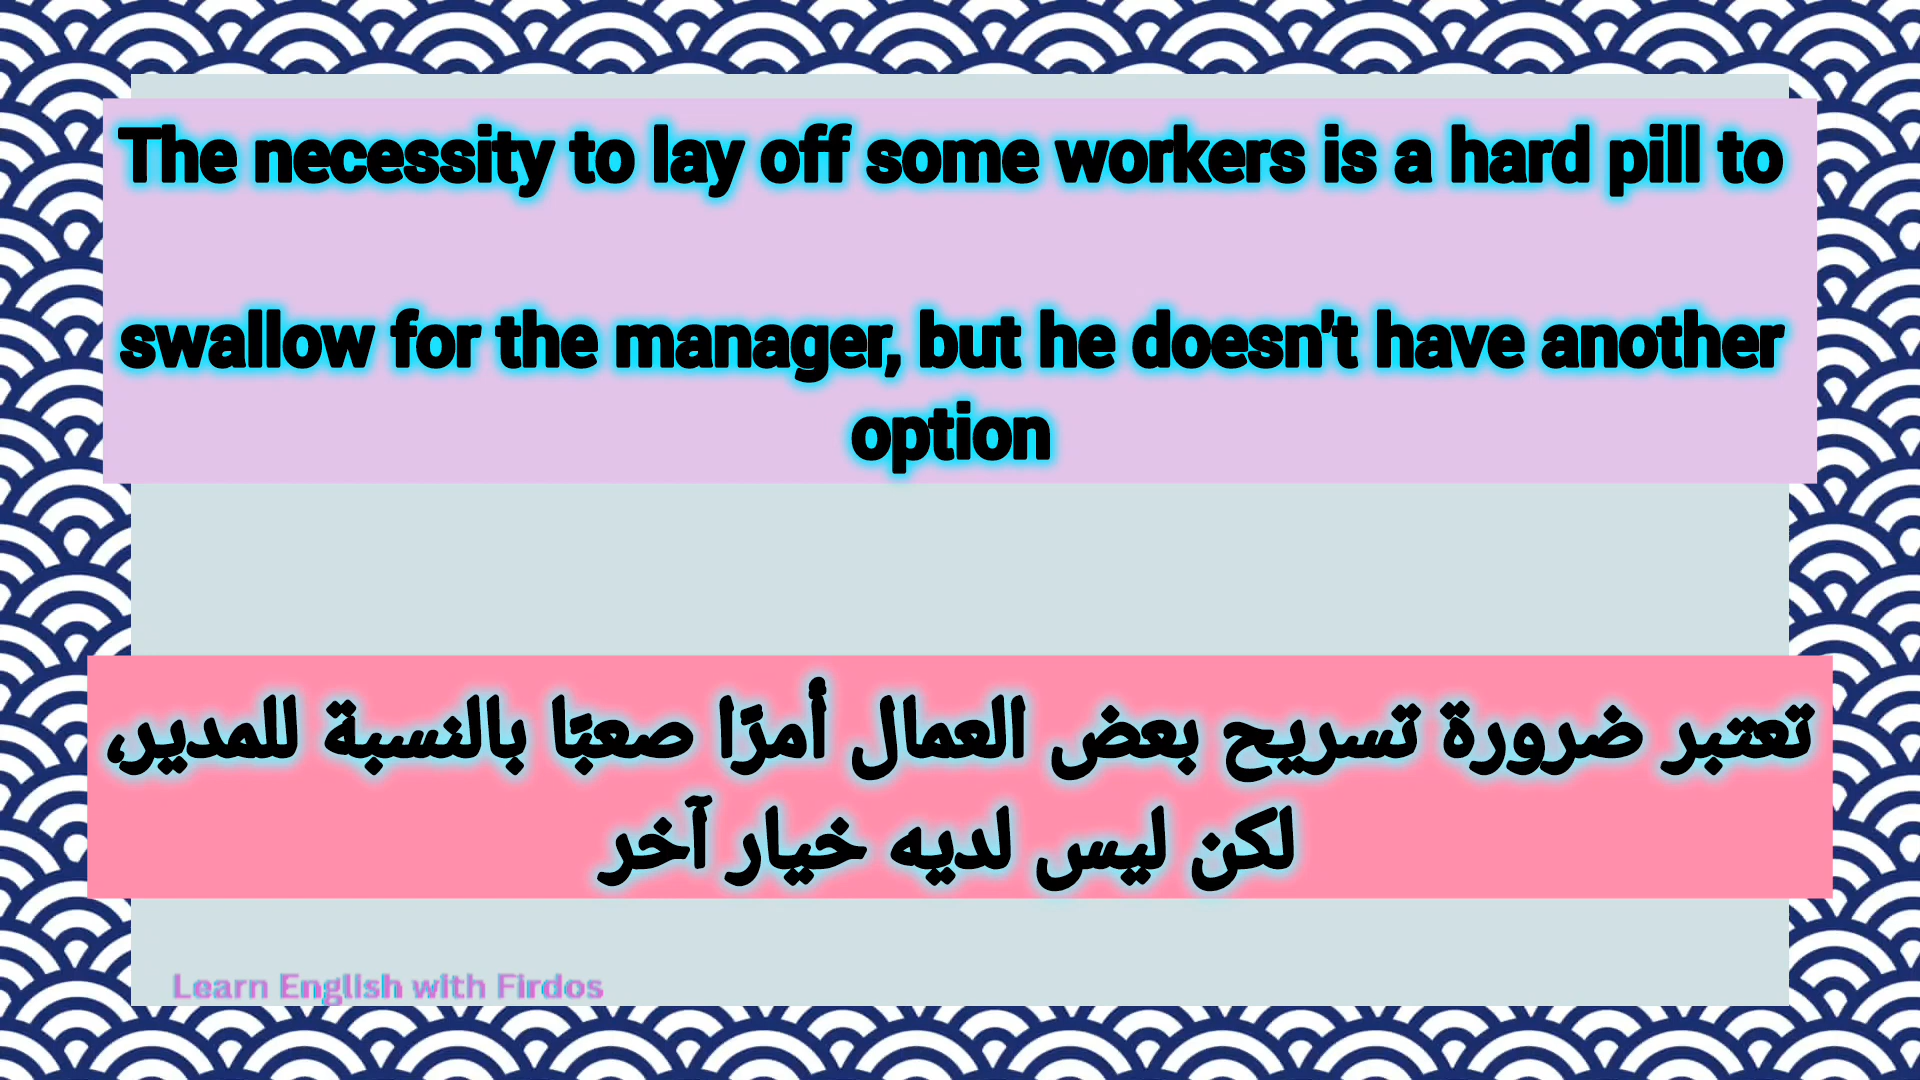 The necessity to lay off some workers is a hard pill to
swallow for the manager, but he doesn't have another
option
تعتبر ضرورة تسريح بعض العمال أمرًا صعبًا بالنسبة للمدير،
لكن ليس لديه خيار آخر
Learn English with Firdos